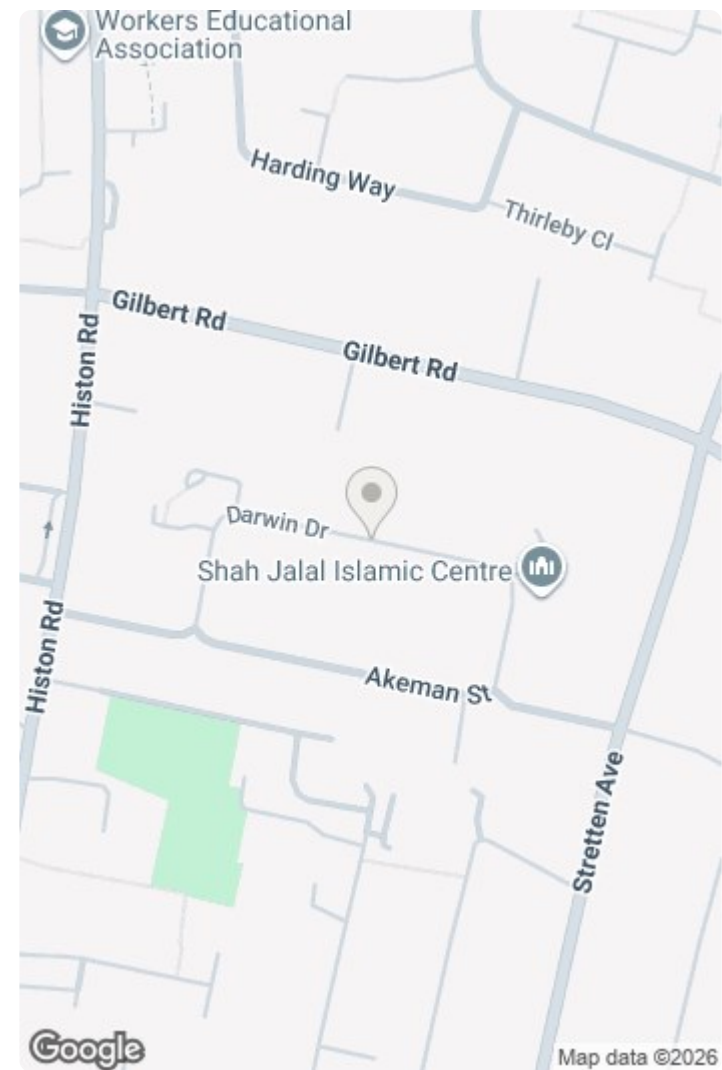 Workers Educational
Association
Harding Way
Thirleby Cl
Gilbert Rd
Gilbert Rd
Histon Rd
Darwin Dr
Shah Jalal Islamic Centre
Histon Rd
Akeman St
Stretten Ave
Google
Map data ©2026